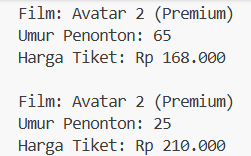 Film: Avatar 2 (Premium)
Umur Penonton: 65
Harga Tiket: Rp 168.000
Film: Avatar 2 (Premium)
Umur Penonton: 25
Harga Tiket: Rp 210.000